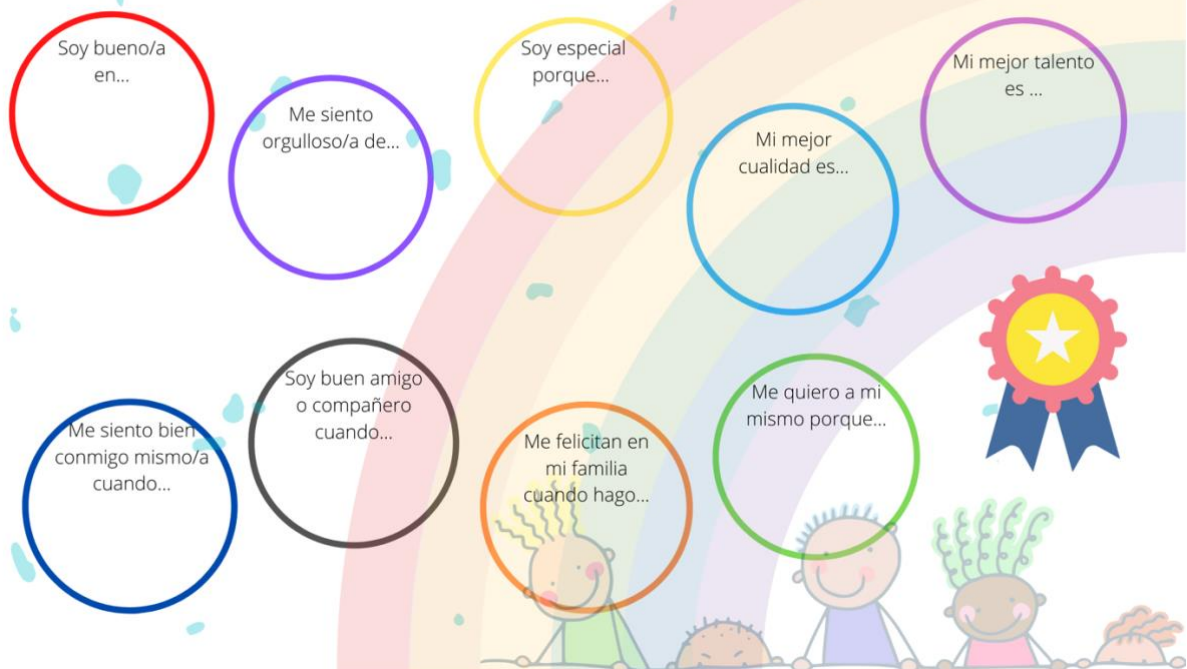 Soy bueno/a
en...
Me siento
orgulloso/a de...
Soy especial
porque...
Mi mejor
cualidad es...
Mi mejor talento
es ...
Me siento bien
conmigo mismo/a
cuando...
Soy buen amigo
o compañero
cuando...
Me felicitan en
mi familia
cuando hago...
Me quiero a mi
mismo porque...